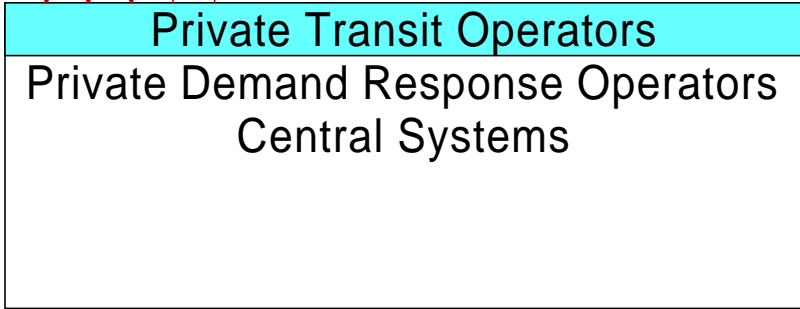 Private Transit Operators
Private Demand Response Operators
Central Systems